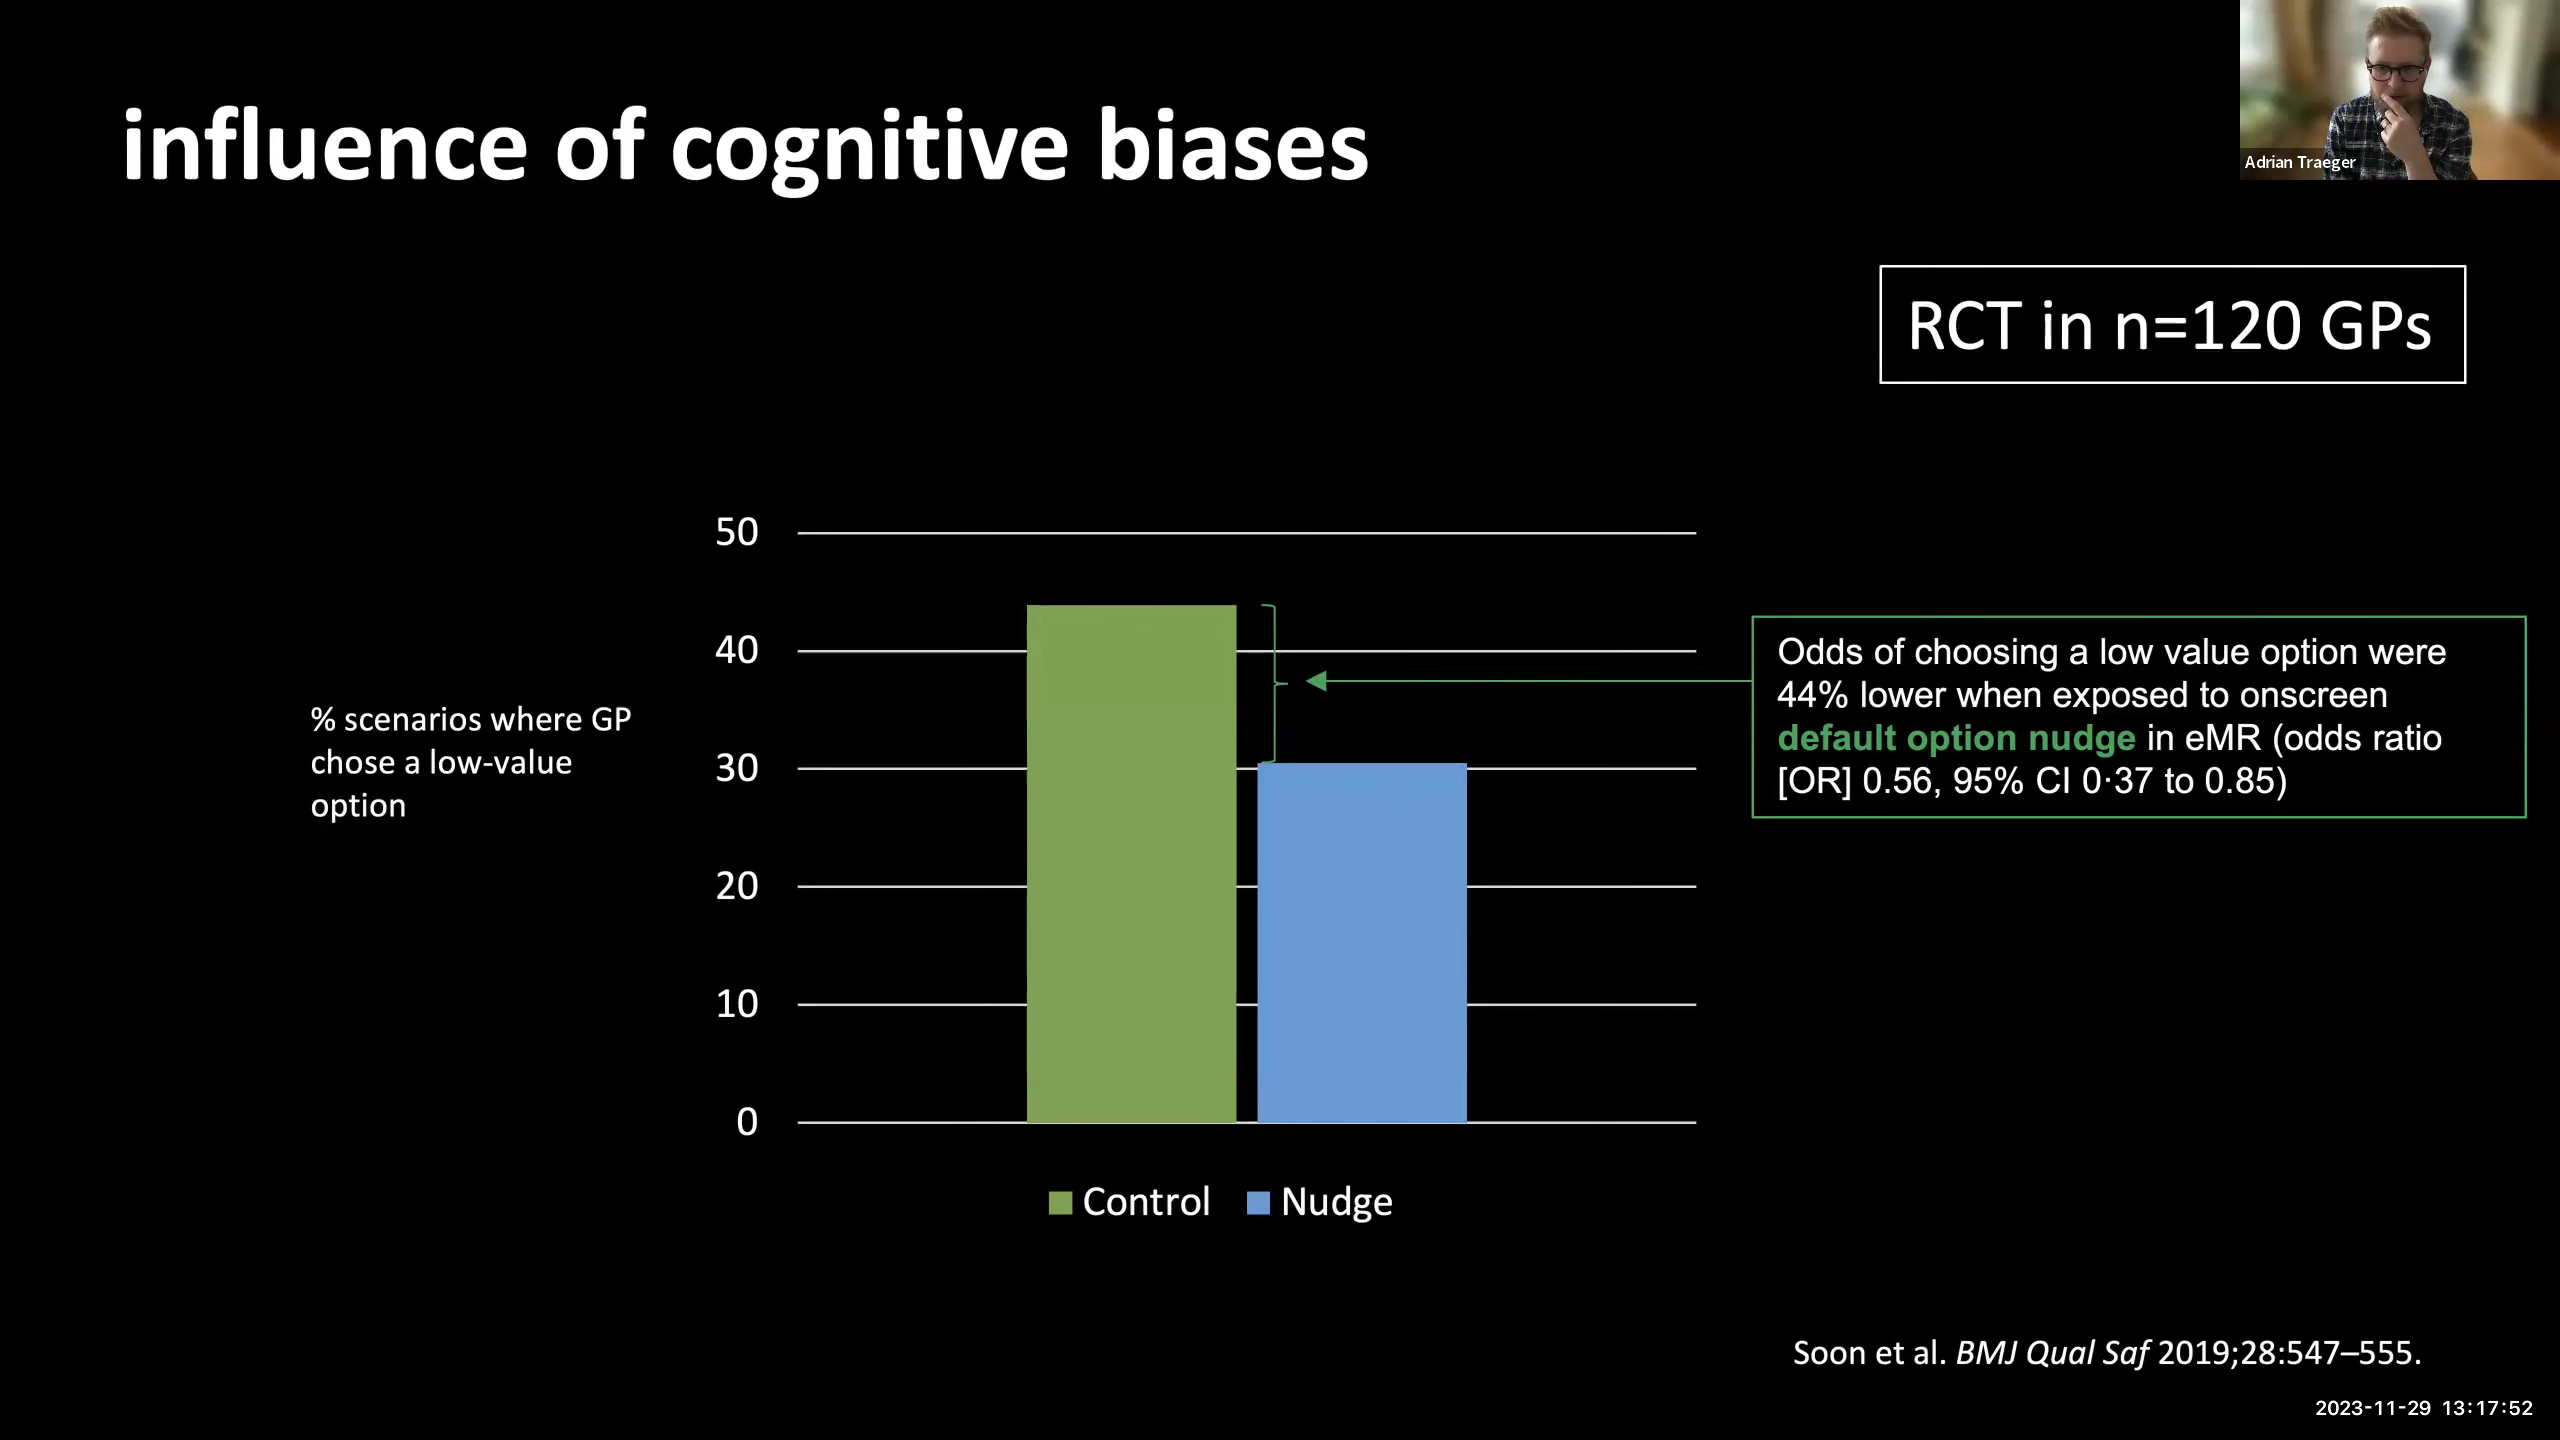 influence of cognitive biases
Adrian Traeger
RCT in n=120 GPs
50
40
30
20
10
0
% scenarios where GP
chose a low-value
option
Odds of choosing a low value option were
44% lower when exposed to onscreen
default option nudge in eMR (odds ratio
[OR] 0.56, 95% CI 0·37 to 0.85)
Control
Nudge
Soon et al. BMJ Qual Saf 2019;28:547–555.
2023-11-29 13:17:52